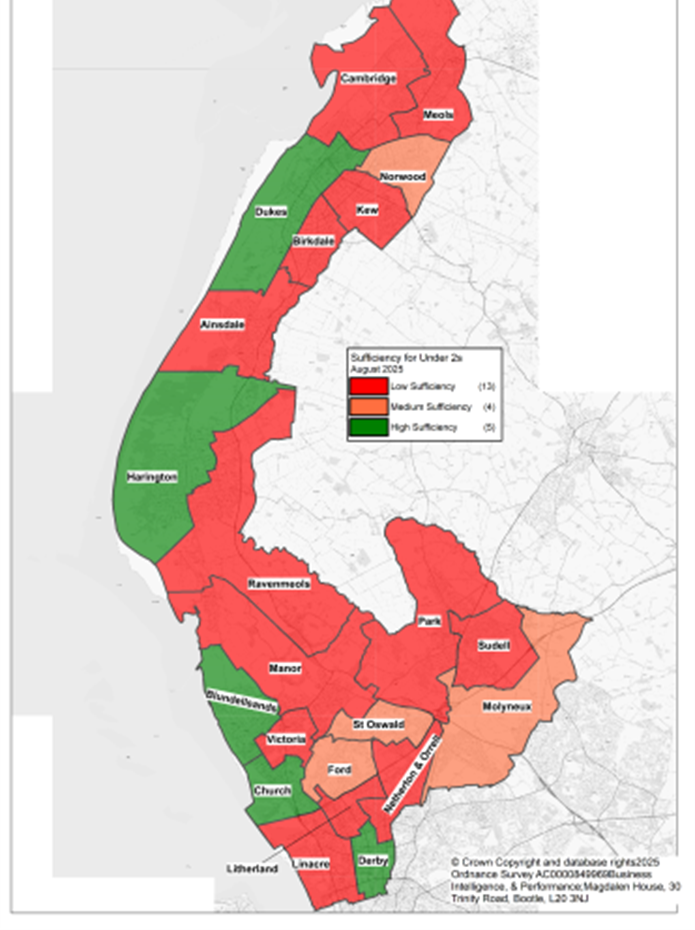 Cambridge
Meols
Norwood
Dukes
Kew
Birkdale
Ainsdale
Sufficiency for Under 2s
August 2025
Low Sufficiency (13)
Medium Sufficiency (4)
High Sufficiency (5)
Harington
Ravenmeols
Park
Sudell
Manor
Blundellsands
Molyneux
St Oswald
Victoria
Ford
Netherton & Orrell
Church
Litherland
Linacre
Derby
© Crown Copyright and database rights2025
Ordnance Survey AC0000849969Business
Intelligence, & Performance;Magdalen House, 30
Trinity Road, Bootle, L20 3NJ